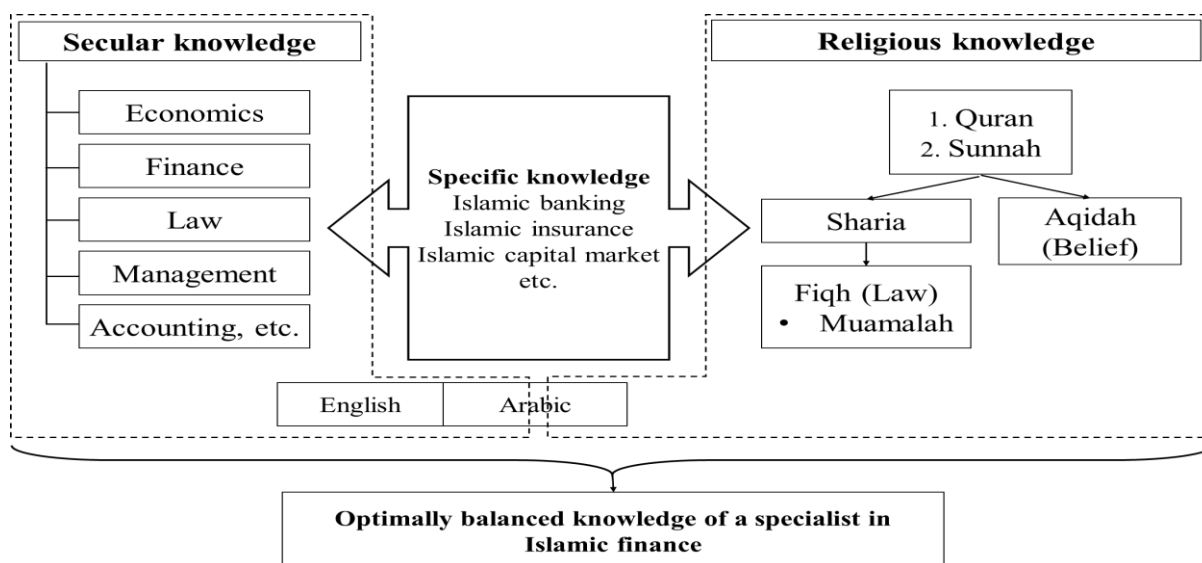 Secular knowledge
Economics
Finance
Law
Management
Accounting, etc.
Specific knowledge
Islamic banking
Islamic insurance
Islamic capital market
etc.
Religious knowledge
1. Quran
2. Sunnah
Sharia
Aqidah
(Belief)
Fiqh (Law)
• Muamalah
English
Arabic
Optimally balanced knowledge of a specialist in
Islamic finance